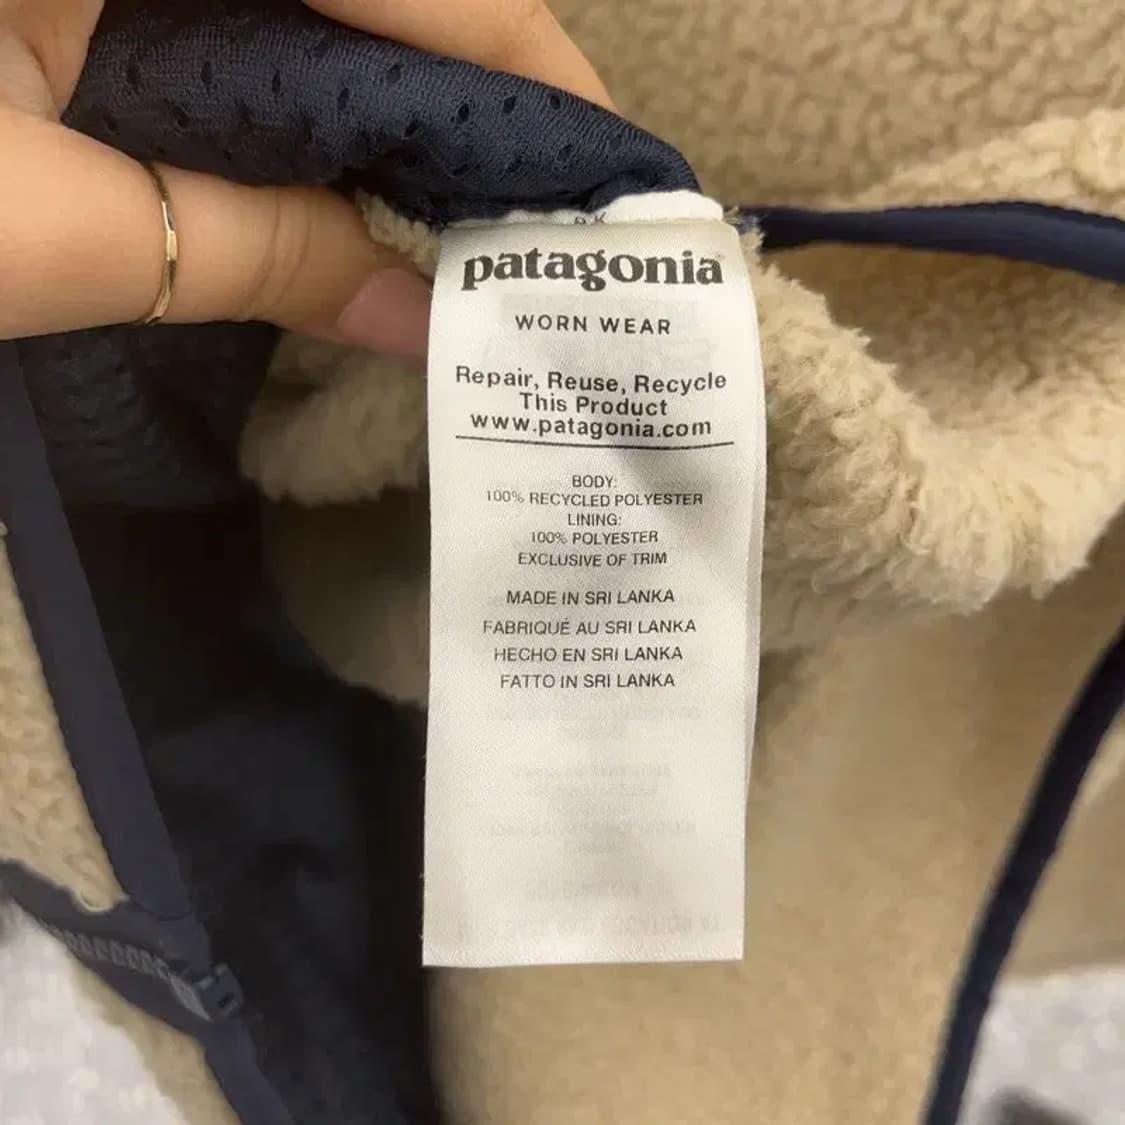 patagonia
WORN WEAR
Repair, Reuse, Recycle
This Product
www.patagonia.com
BODY:
100% RECYCLED POLYESTER
LINING:
100% POLYESTER
EXCLUSIVE OF TRIM
MADE IN SRI LANKA
FABRIQUÉ AU SRI LANKA
HECHO EN SRI LANKA
FATTO IN SRI LANKA